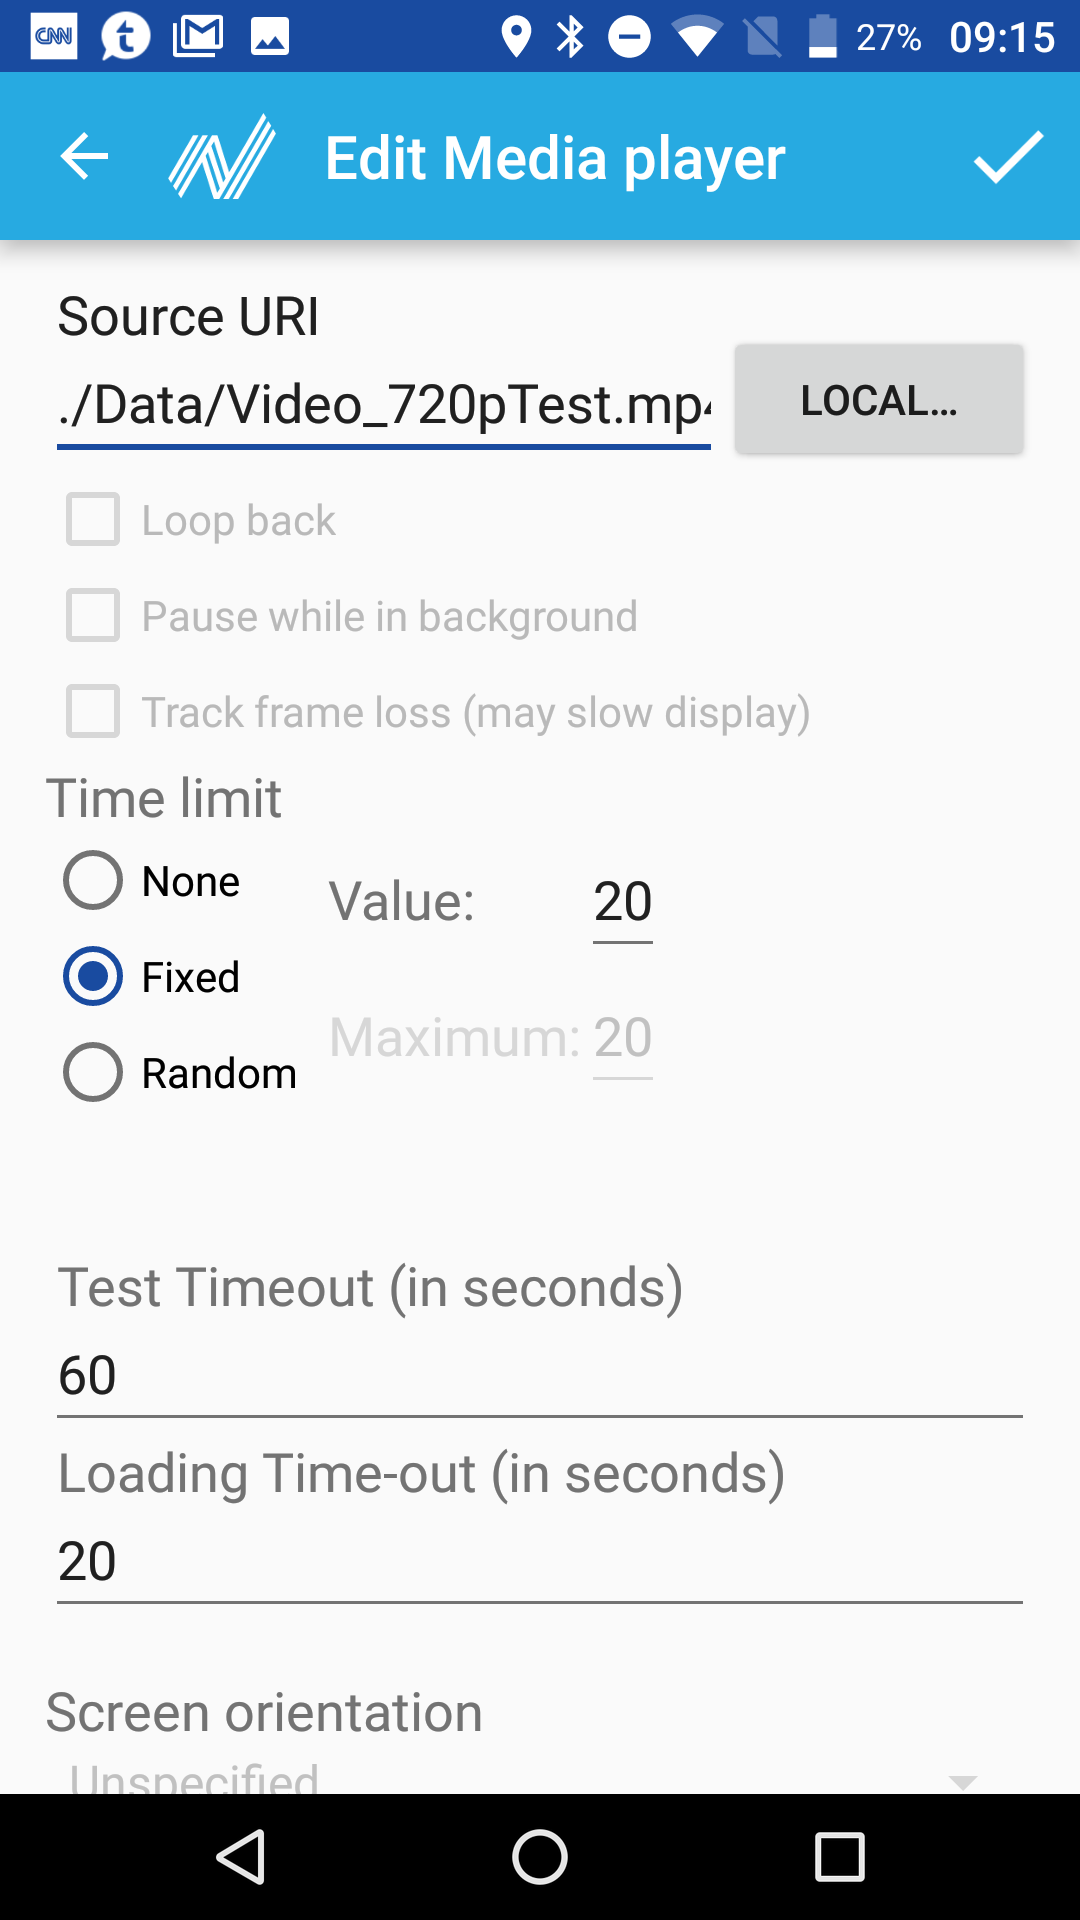 CNN 27% 09:15
Edit Media player
Source URI
./Data/Video_720pTest.mp4
LOCAL...
Loop back
Pause while in background
Track frame loss (may slow display)
Time limit
None
Value: 20
Fixed
Maximum: 20
Random
Test Timeout (in seconds)
60
Loading Time-out (in seconds)
20
Screen orientation
Unspecified